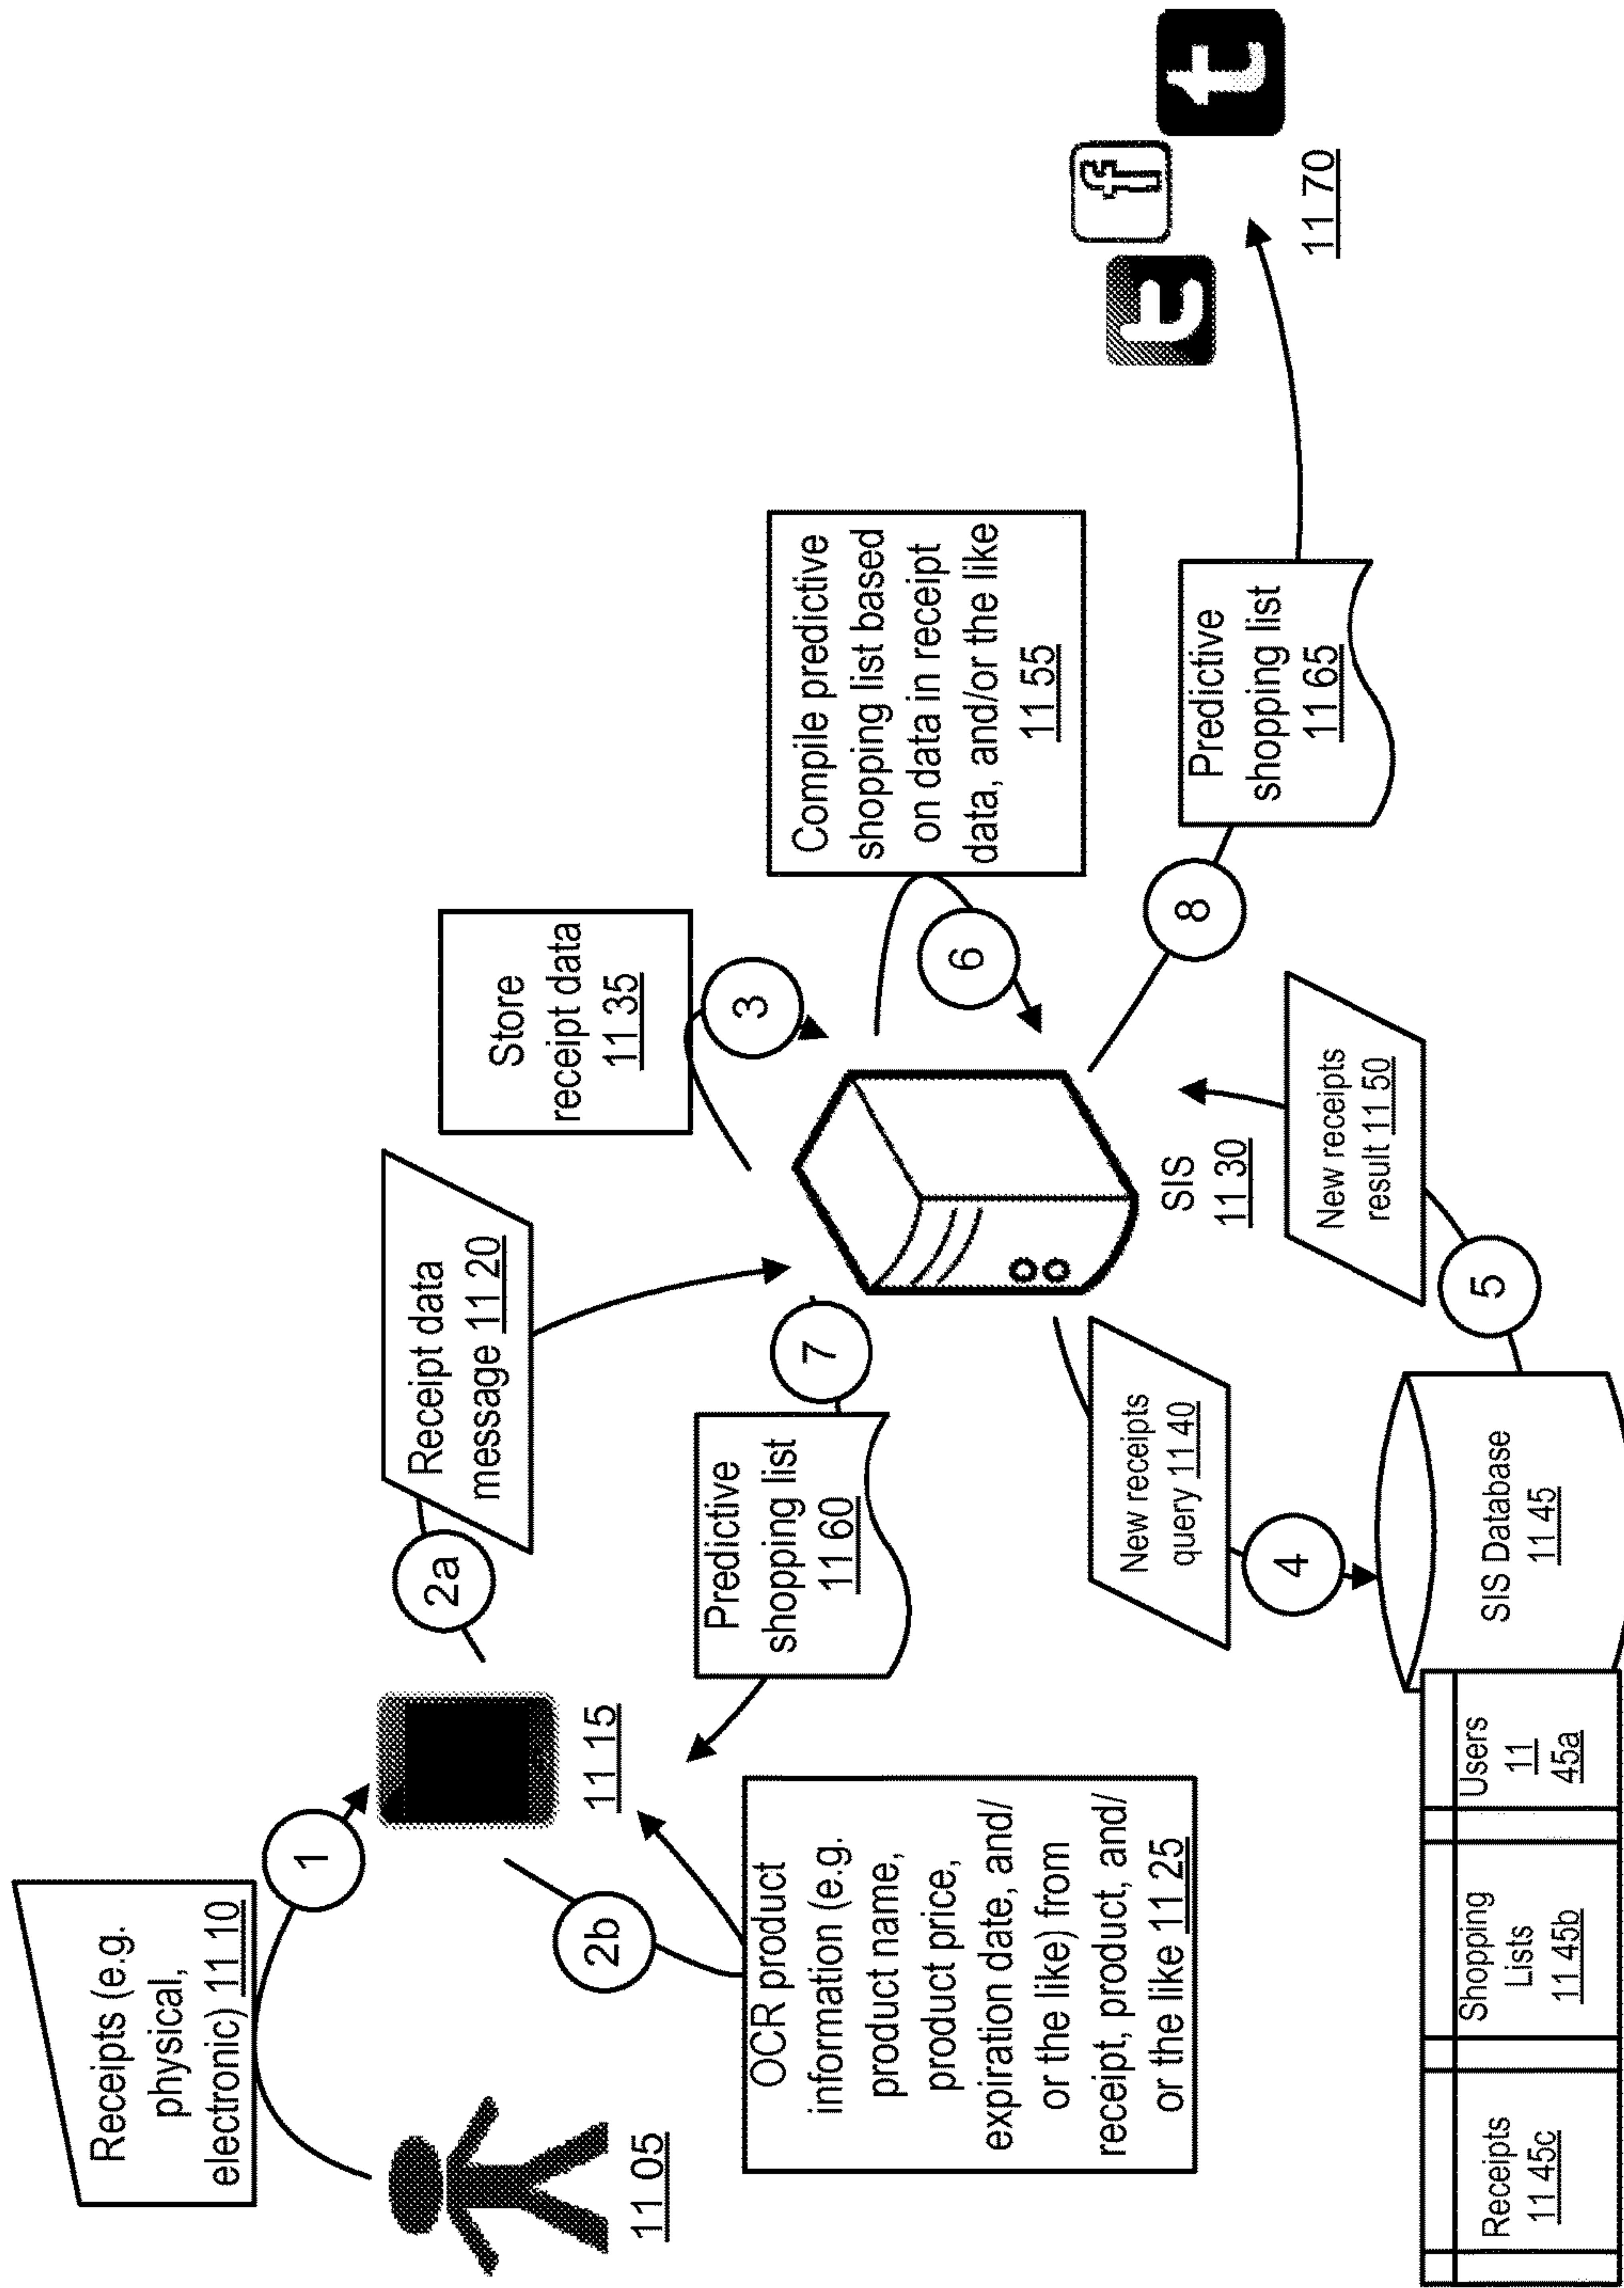 Receipts (e.g.
physical,
electronic) 11 10
1
11 05
11 15
2a
Receipt data
message 11 20
2b
OCR product
information (e.g.
product name,
product price,
expiration date, and/
or the like) from
receipt, product, and/
or the like 11 25
Store
receipt data
11 35
3
SIS
11 30
Predictive
shopping list
11 60
7
Compile predictive
shopping list based
on data in receipt
data, and/or the like
11 55
6
New receipts
query 11 40
4
New receipts
result 11 50
5
SIS Database
11 45
Receipts
11 45c
Shopping
Lists
11 45b
Users
11
45a
8
Predictive
shopping list
11 65
t
f
t
11 70